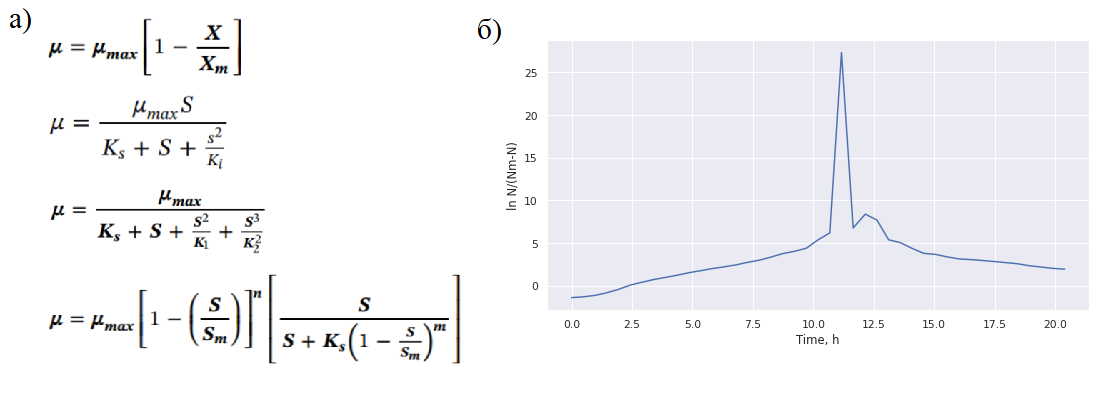 а)
μ = μ_max [1 − X/X_m]
μ = μ_max S / (K_s + S + s²/K_i)
μ = μ_max / (K_s + S + S²/K_1 + S³/K_2²)
μ = μ_max [1 − (S/S_m)]ⁿ [S / (S + K_s(1 − S/S_m)^m)]
б)
ln N/(Nm-N)
25
20
15
10
5
0
0.0 2.5 5.0 7.5 10.0 12.5 15.0 17.5 20.0
Time, h